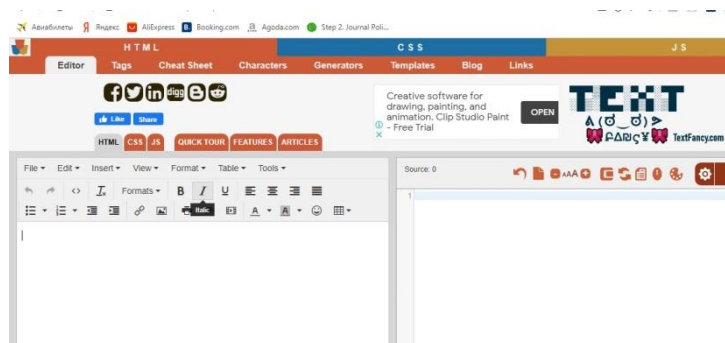 Авиабилеты Яндекс AliExpress Booking.com Agoda.com Step 2. Journal Poli...
HTML CSS JS
Editor Tags Cheat Sheet Characters Generators Templates Blog Links
digg
Like Share
Creative software for
drawing, painting, and
animation. Clip Studio Paint
- Free Trial
OPEN
TEXT
TextFancy.com
HTML CSS JS QUICK TOUR FEATURES ARTICLES
File Edit Insert View Format Table Tools
Source: 0
Formats B I U
Italic
A A
1